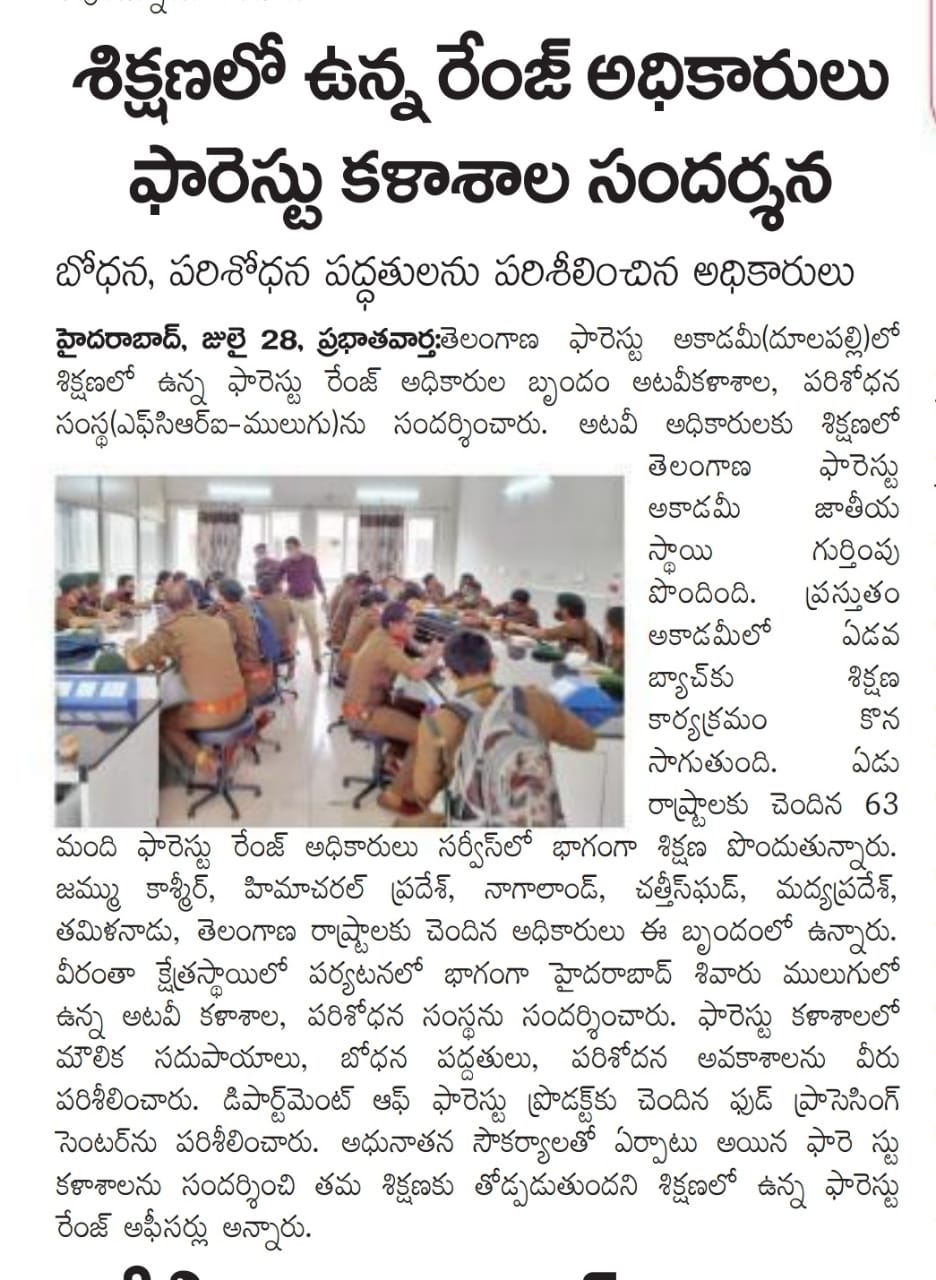 శిక్షణలో ఉన్న రేంజ్ అధికారులు
ఫారెస్టు కళాశాల సందర్శన
బోధన, పరిశోధన పద్ధతులను పరిశీలించిన అధికారులు
హైదరాబాద్, జులై 28, ప్రభాతవార్త:తెలంగాణ ఫారెస్టు అకాడమీ(దూలపల్లి)లో
శిక్షణలో ఉన్న ఫారెస్టు రేంజ్ అధికారుల బృందం అటవీకళాశాల, పరిశోధన
సంస్థ(ఎఫ్‌సిఆర్ఐ-ములుగు)ను సందర్శించారు. అటవీ అధికారులకు శిక్షణలో
తెలంగాణ ఫారెస్టు
అకాడమీ జాతీయ
స్థాయి గుర్తింపు
పొందింది. ప్రస్తుతం
అకాడమీలో ఏడవ
బ్యాచ్‌కు శిక్షణ
కార్యక్రమం కొన
సాగుతుంది. ఏడు
రాష్ట్రాలకు చెందిన 63
మంది ఫారెస్టు రేంజ్ అధికారులు సర్వీస్‌లో భాగంగా శిక్షణ పొందుతున్నారు.
జమ్ము కాశ్మీర్, హిమాచరల్ ప్రదేశ్, నాగాలాండ్, చత్తీస్‌ఘడ్, మద్యప్రదేశ్,
తమిళనాడు, తెలంగాణ రాష్ట్రాలకు చెందిన అధికారులు ఈ బృందంలో ఉన్నారు.
వీరంతా క్షేత్రస్థాయిలో పర్యటనలో భాగంగా హైదరాబాద్ శివారు ములుగులో
ఉన్న అటవీ కళాశాల, పరిశోధన సంస్థను సందర్శించారు. ఫారెస్టు కళాశాలలో
మౌలిక సదుపాయాలు, బోధన పద్దతులు, పరిశోదన అవకాశాలను వీరు
పరిశీలించారు. డిపార్ట్‌మెంట్ ఆఫ్ ఫారెస్టు ప్రొడక్ట్‌కు చెందిన ఫుడ్ ప్రాసెసింగ్
సెంటర్‌ను పరిశీలించారు. అధునాతన సౌకర్యాలతో ఏర్పాటు అయిన ఫారె స్టు
కళాశాలను సందర్శించి తమ శిక్షణకు తోడ్పడుతుందని శిక్షణలో ఉన్న ఫారెస్టు
రేంజ్ అఫీసర్లు అన్నారు.